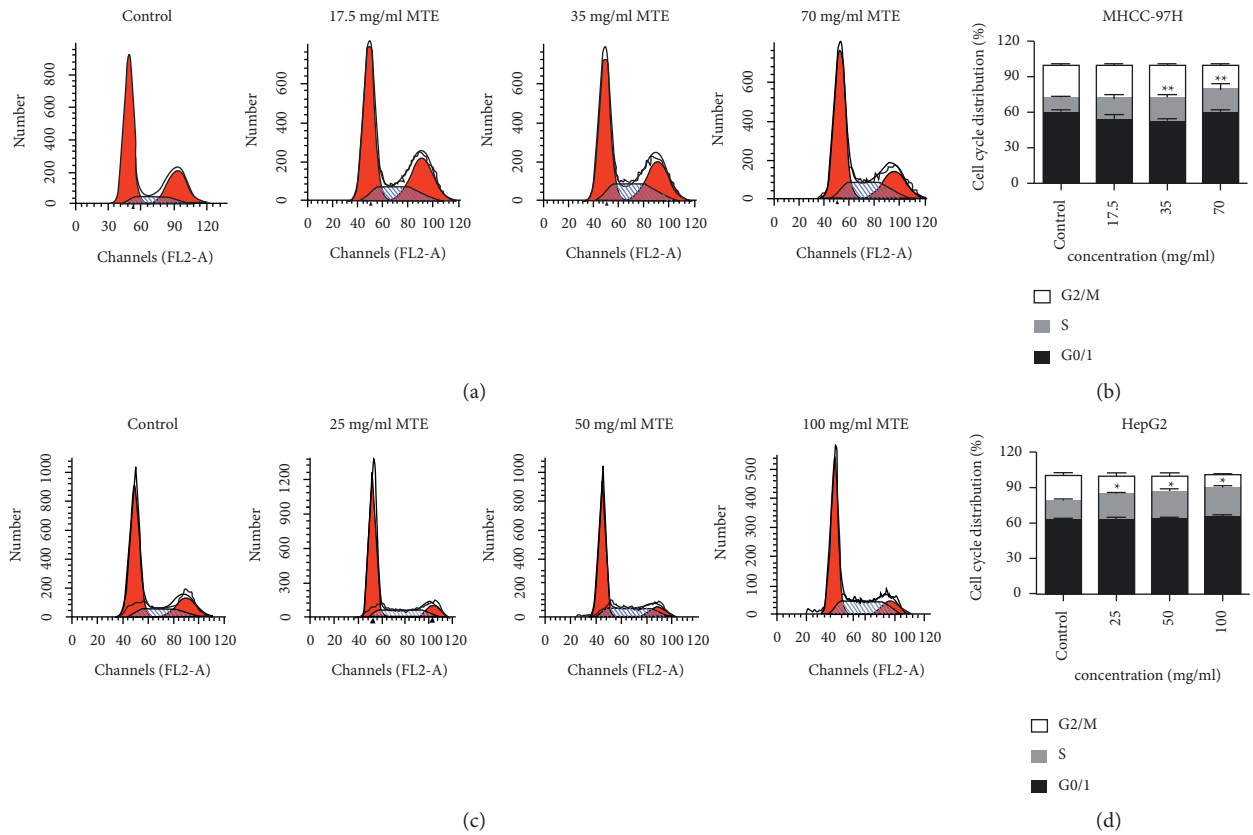 Control
17.5 mg/ml MTE
35 mg/ml MTE
70 mg/ml MTE
MHCC-97H
Number
800
600
400
200
0
0 30 60 90 120
Channels (FL2-A)
Number
600
400
200
0
0 20 40 60 80 100 120
Channels (FL2-A)
Number
600
400
200
0
0 20 40 60 80 100 120
Channels (FL2-A)
Number
800
600
400
200
0
0 20 40 60 80 100 120
Channels (FL2-A)
Cell cycle distribution (%)
120
90
60
30
0
** **
Control 17.5 35 70
concentration (mg/ml)
G2/M
S
G0/1
(a)
(b)
Control
25 mg/ml MTE
50 mg/ml MTE
100 mg/ml MTE
HepG2
Number
1000
800
600
400
200
0
0 20 40 60 80 100 120
Channels (FL2-A)
Number
1200
900
600
300
0
0 20 40 60 80 100 120
Channels (FL2-A)
Number
1000
800
600
400
200
0
0 20 40 60 80 100 120
Channels (FL2-A)
Number
500
400
300
200
100
0
0 20 40 60 80 100 120
Channels (FL2-A)
Cell cycle distribution (%)
120
90
60
30
0
* * *
Control 25 50 100
concentration (mg/ml)
G2/M
S
G0/1
(c)
(d)